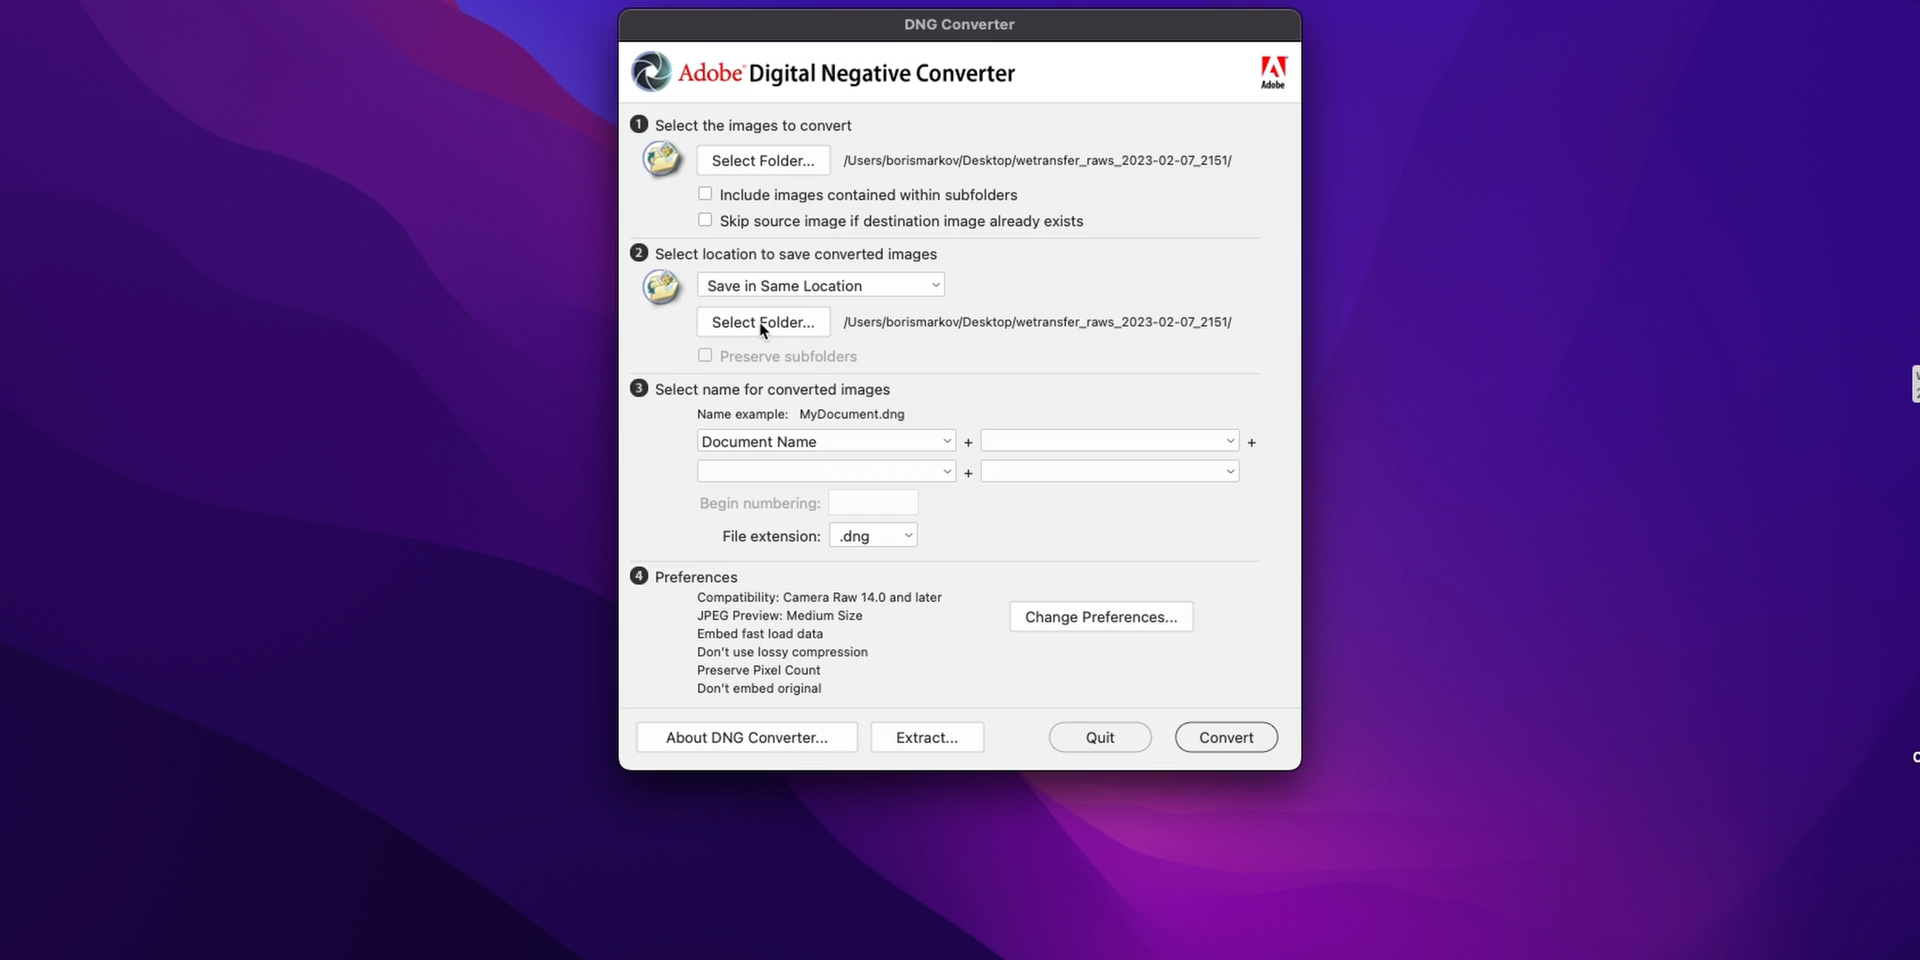 DNG Converter
Adobe® Digital Negative Converter
Adobe
1 Select the images to convert
Select Folder... /Users/borismarkov/Desktop/wetransfer_raws_2023-02-07_2151/
Include images contained within subfolders
Skip source image if destination image already exists
2 Select location to save converted images
Save in Same Location
Select Folder... /Users/borismarkov/Desktop/wetransfer_raws_2023-02-07_2151/
Preserve subfolders
3 Select name for converted images
Name example: MyDocument.dng
Document Name + +
+
Begin numbering:
File extension: .dng
4 Preferences
Compatibility: Camera Raw 14.0 and later
JPEG Preview: Medium Size
Embed fast load data
Don't use lossy compression
Preserve Pixel Count
Don't embed original
Change Preferences...
About DNG Converter... Extract... Quit Convert